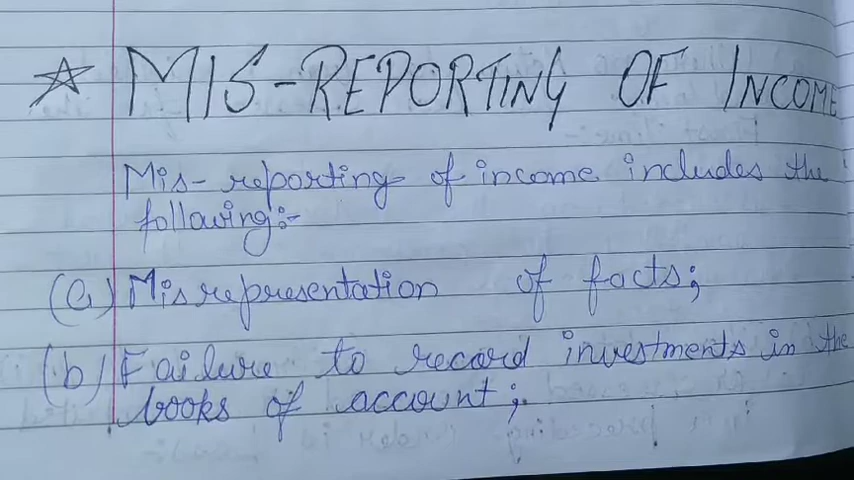 ☆ MIS-REPORTING OF INCOME
Mis-reporting of income includes the
following:-
(a) Misrepresentation of facts;
(b) Failure to record investments in the
books of account;